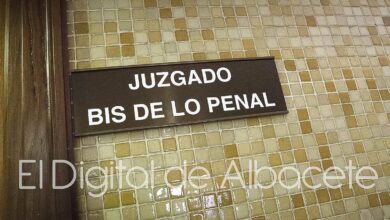 JUZGADO
BIS DE LO PENAL
El Digital de Albacete